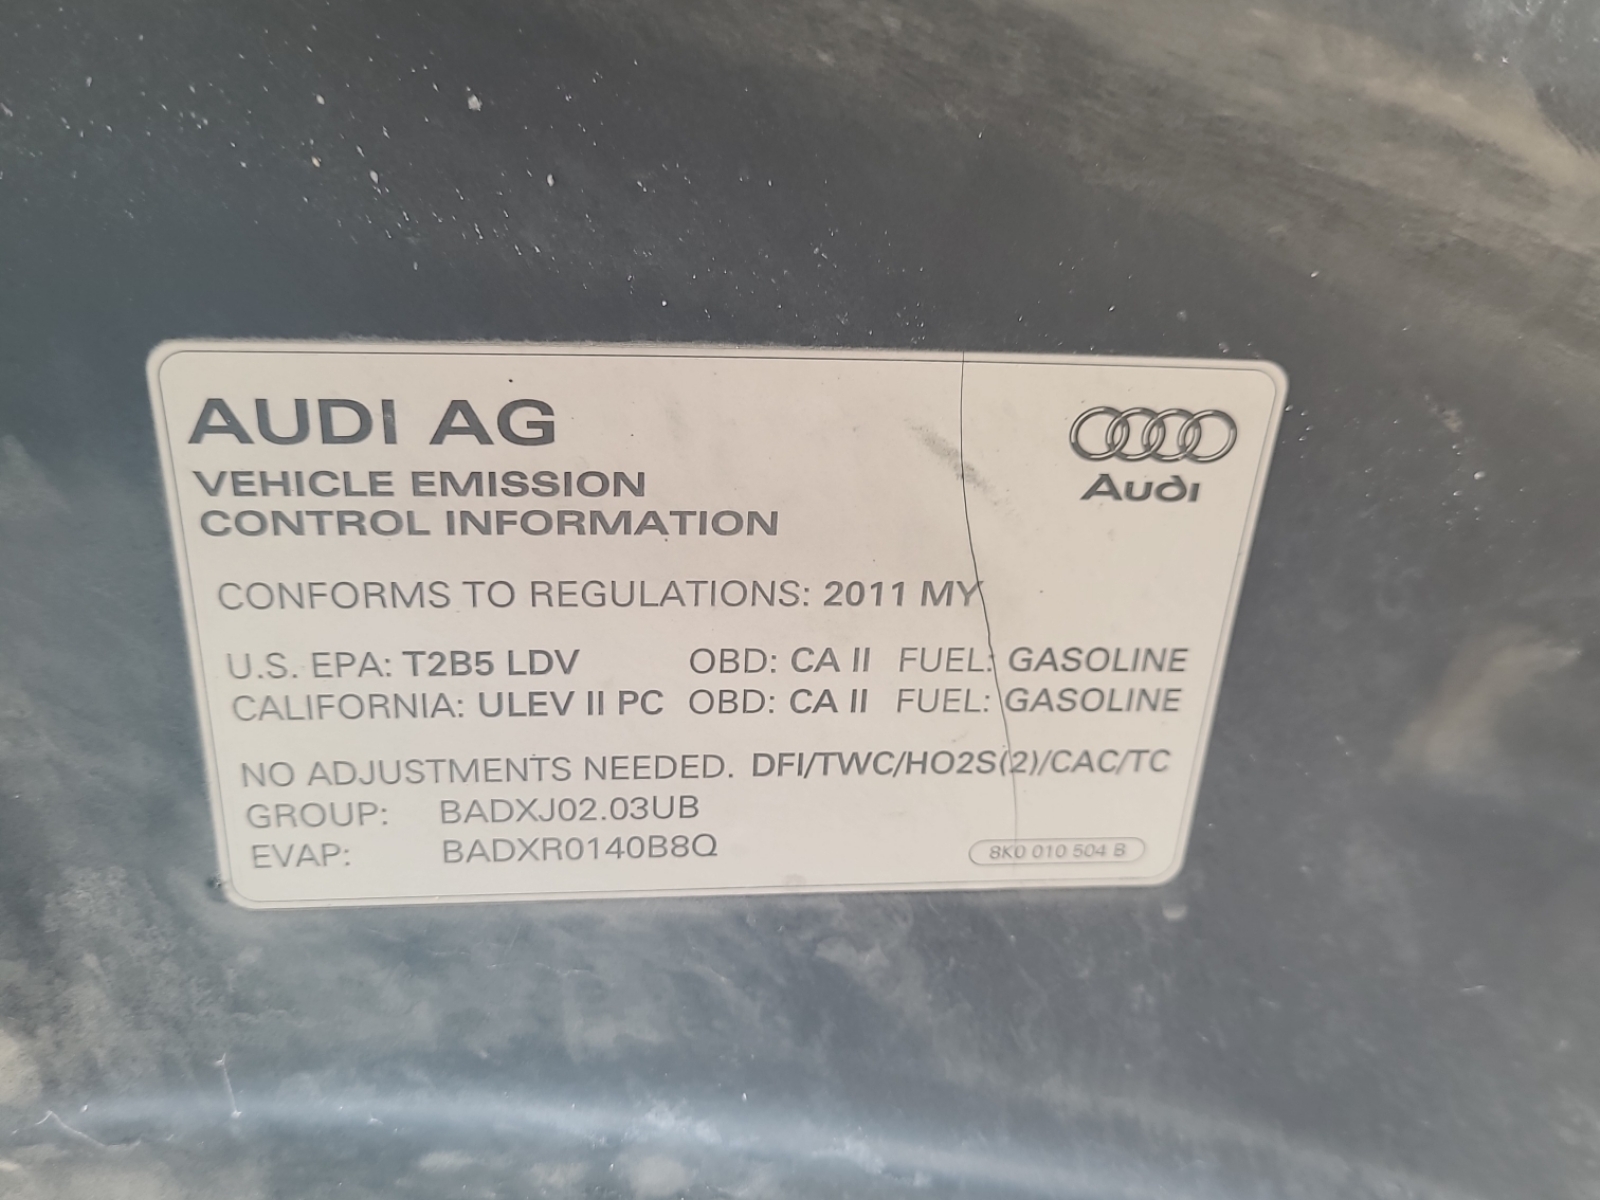 AUDI AG
Audi
VEHICLE EMISSION
CONTROL INFORMATION
CONFORMS TO REGULATIONS: 2011 MY
U.S. EPA: T2B5 LDV OBD: CA II FUEL: GASOLINE
CALIFORNIA: ULEV II PC OBD: CA II FUEL: GASOLINE
NO ADJUSTMENTS NEEDED. DFI/TWC/HO2S(2)/CAC/TC
GROUP: BADXJ02.03UB
EVAP: BADXR0140B8Q
8K0 010 504 B